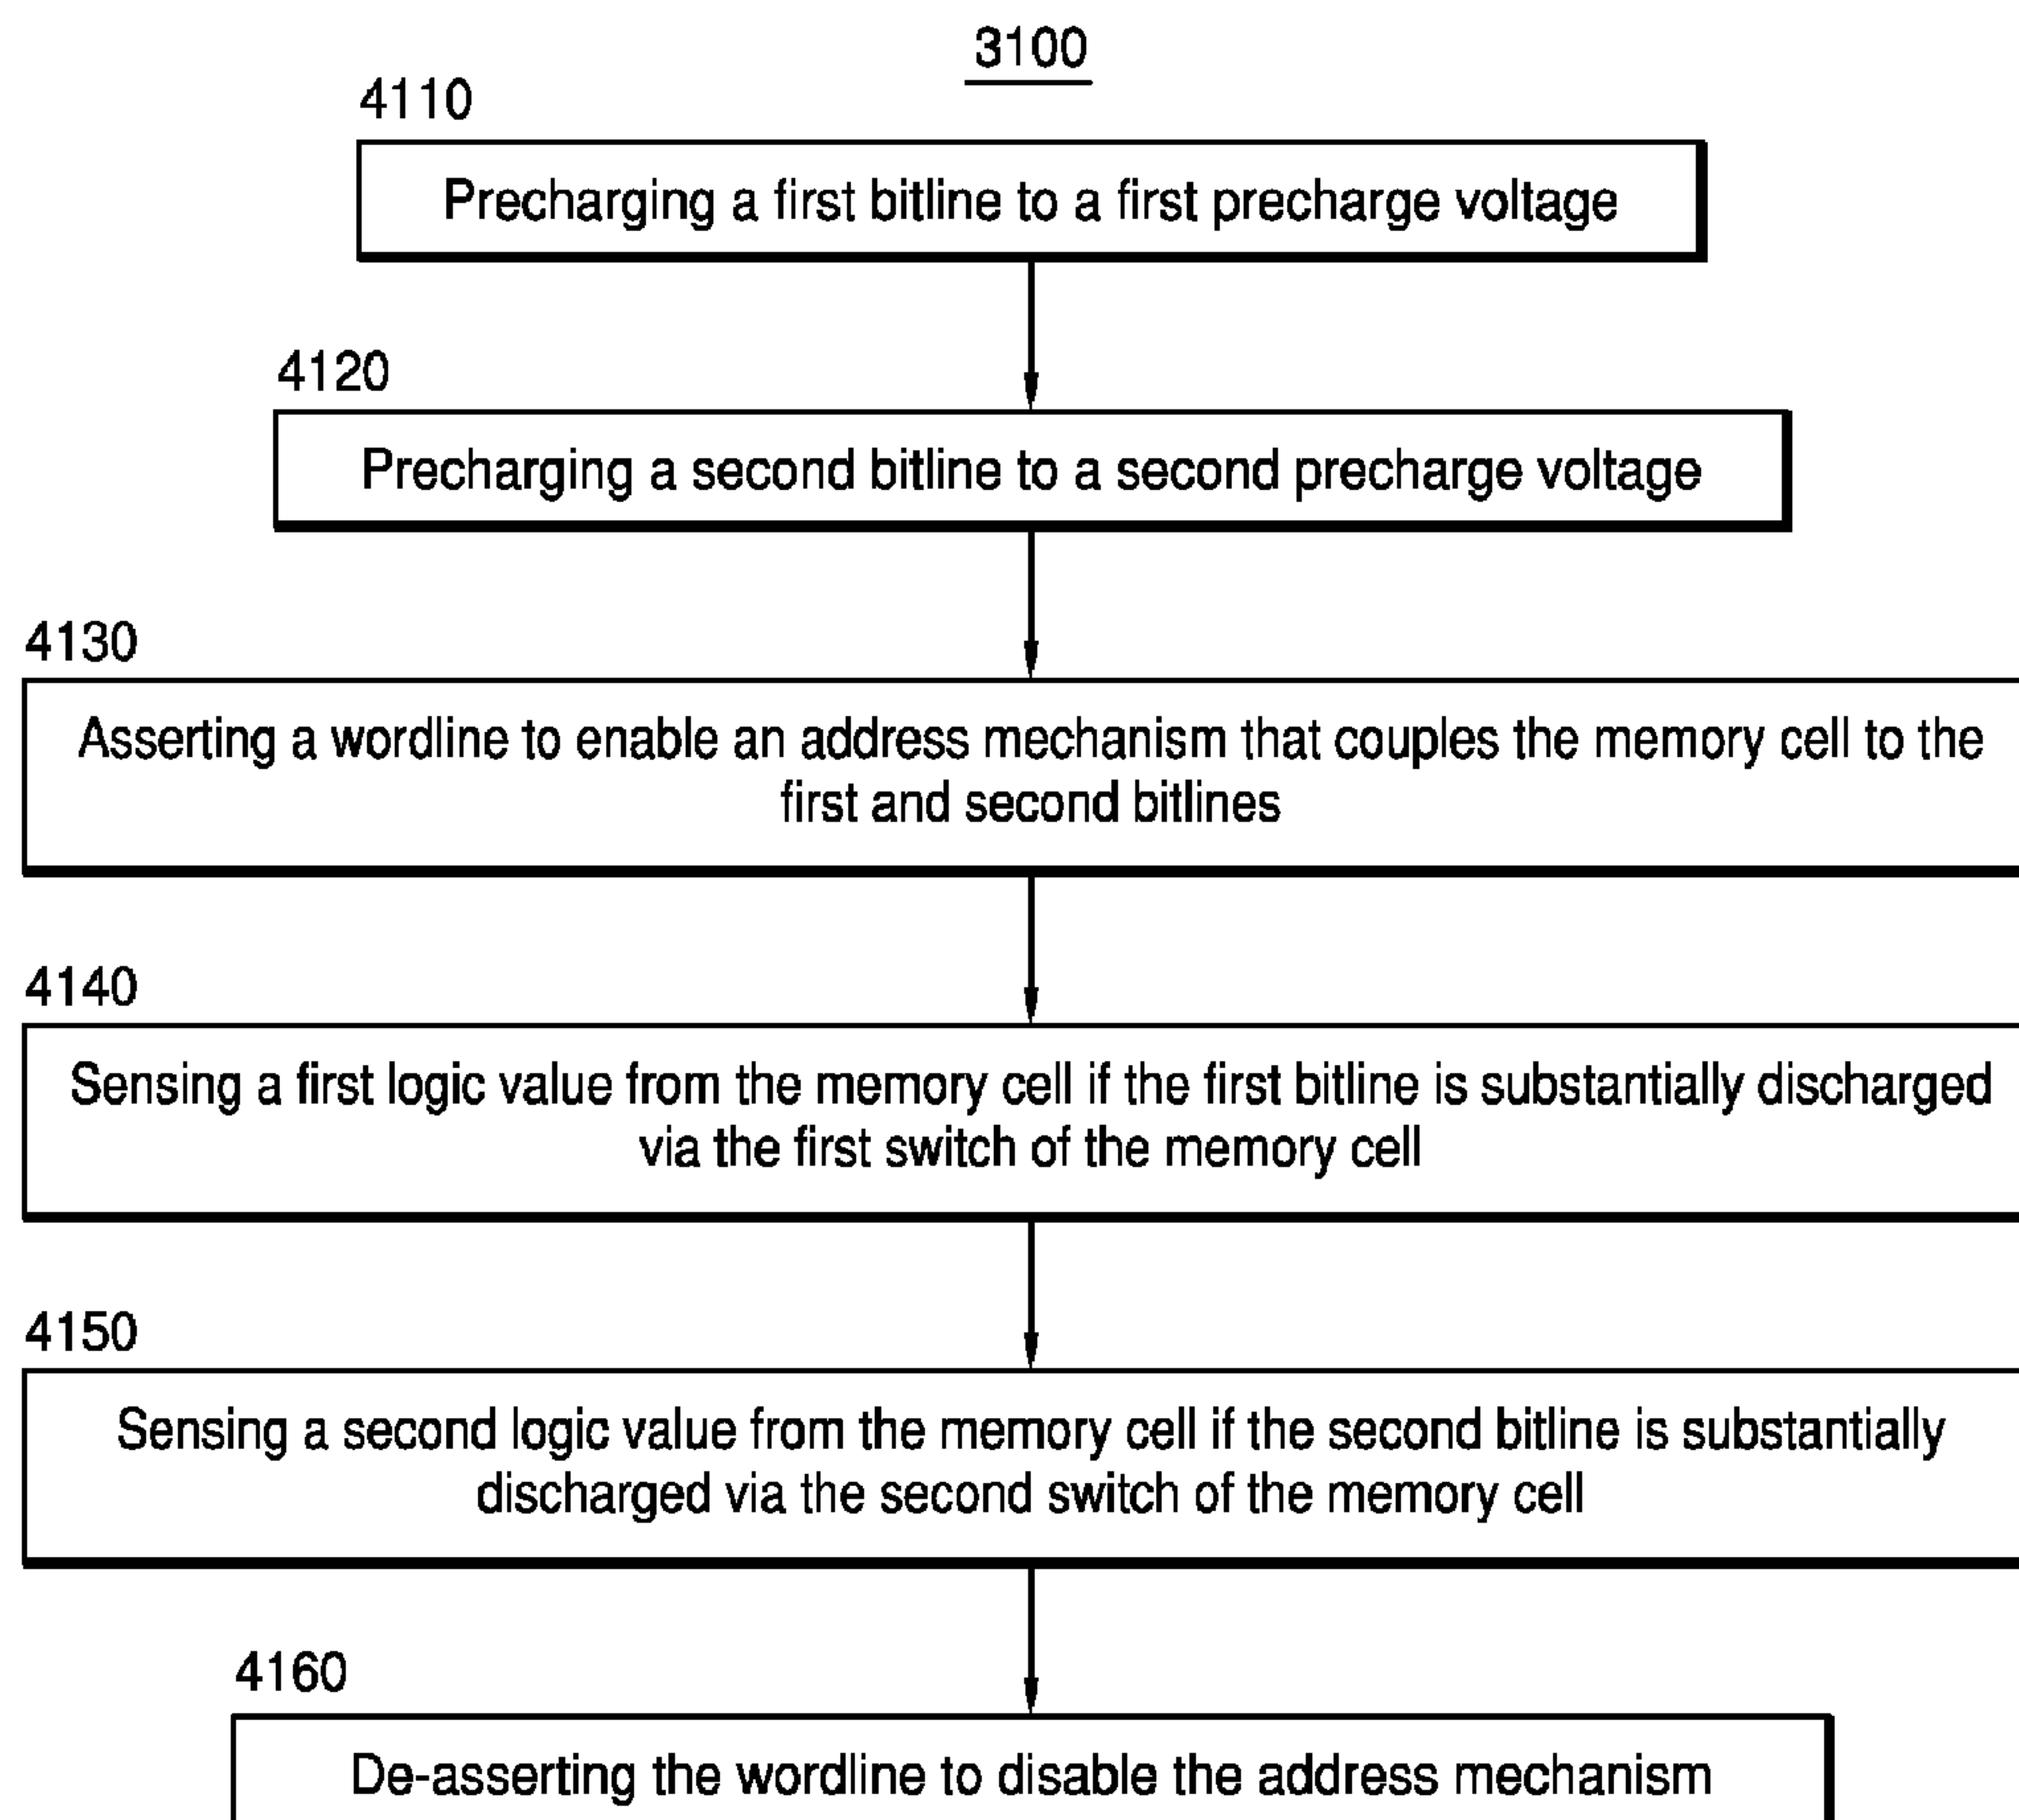 3100
4110
Precharging a first bitline to a first precharge voltage
4120
Precharging a second bitline to a second precharge voltage
4130
Asserting a wordline to enable an address mechanism that couples the memory cell to the
first and second bitlines
4140
Sensing a first logic value from the memory cell if the first bitline is substantially discharged
via the first switch of the memory cell
4150
Sensing a second logic value from the memory cell if the second bitline is substantially
discharged via the second switch of the memory cell
4160
De-asserting the wordline to disable the address mechanism